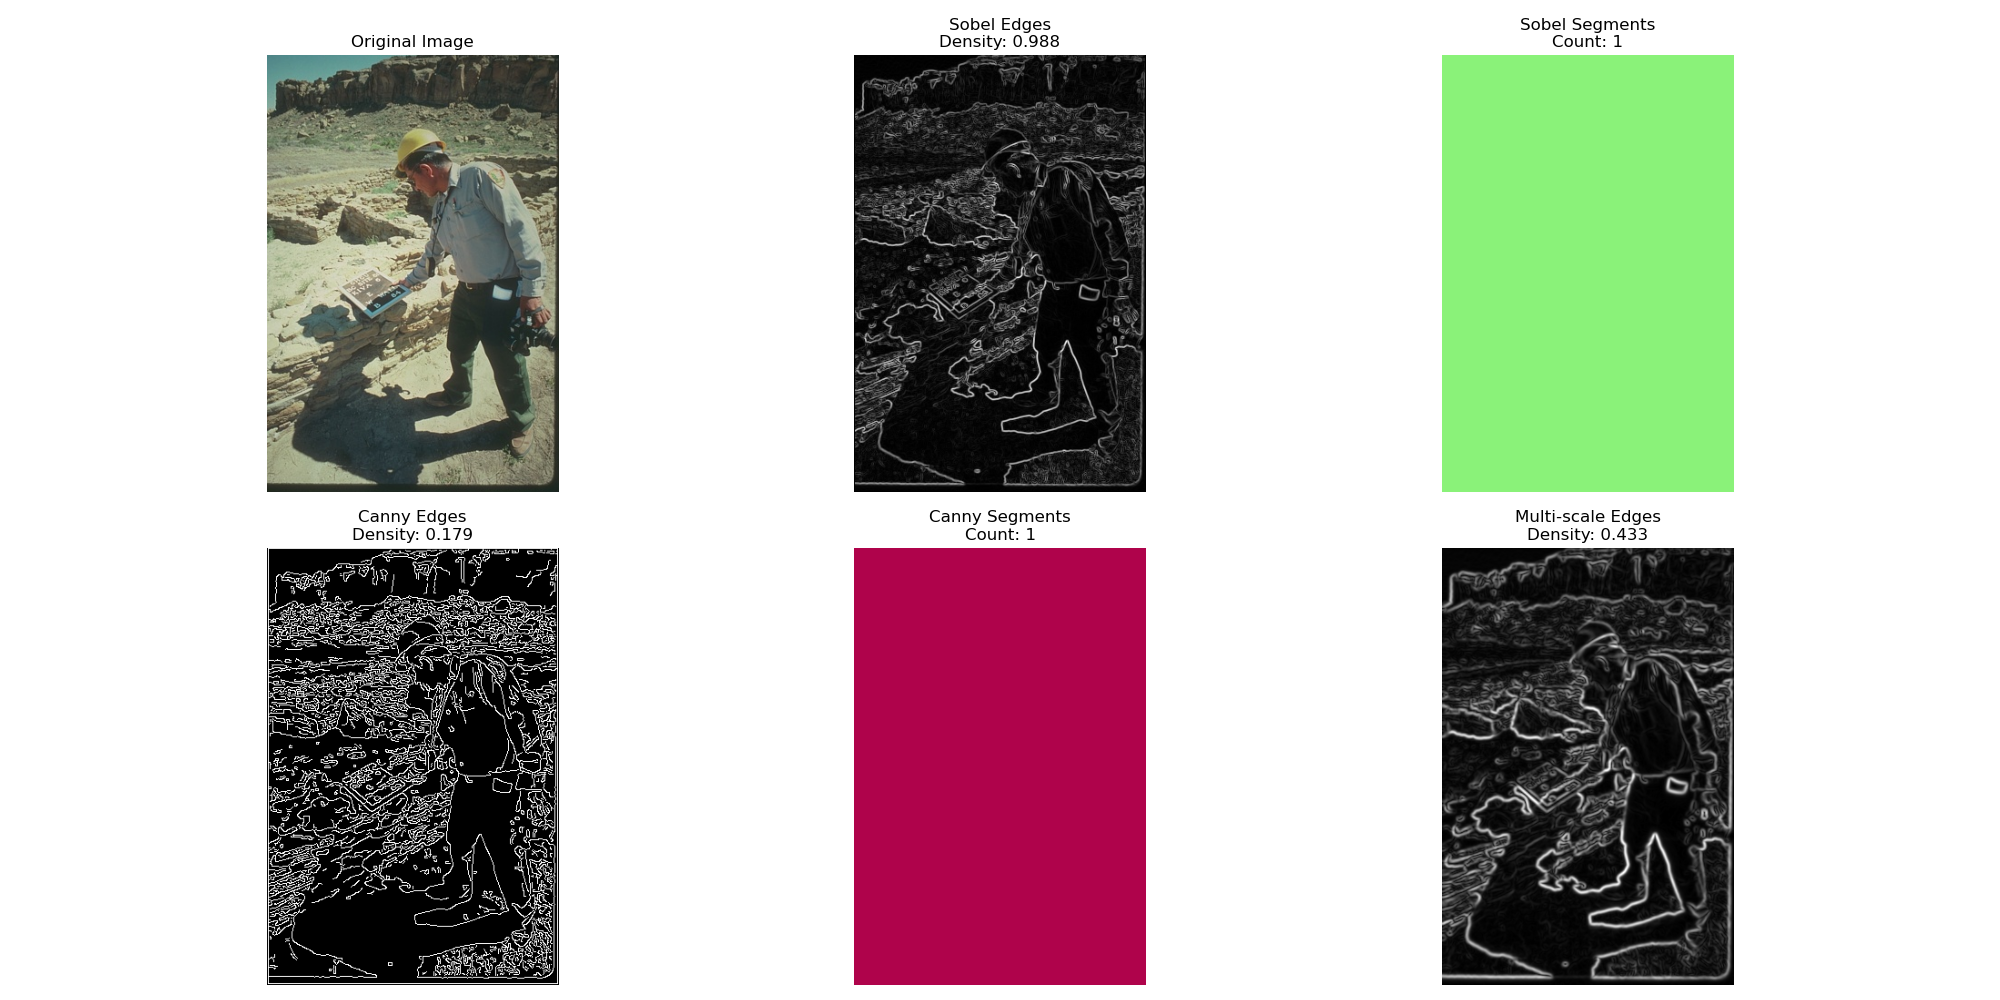 Original Image
Sobel Edges
Density: 0.988
Sobel Segments
Count: 1
Canny Edges
Density: 0.179
Canny Segments
Count: 1
Multi-scale Edges
Density: 0.433